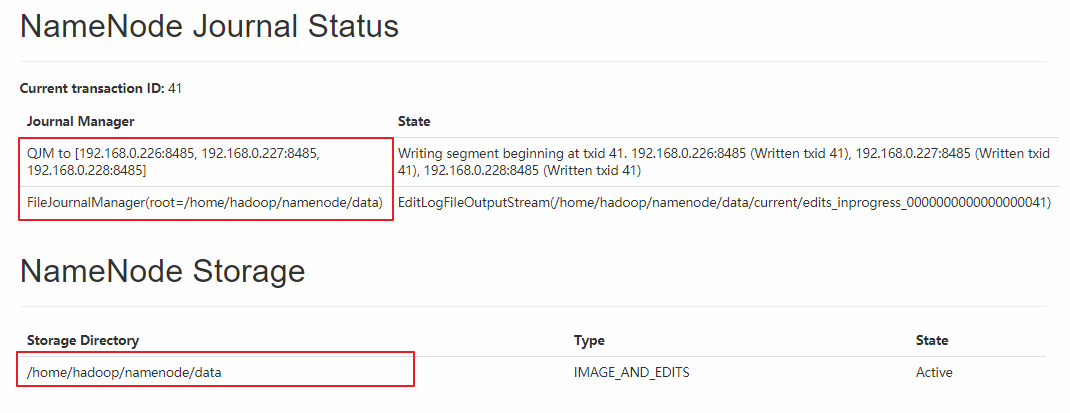 NameNode Journal Status
Current transaction ID: 41
Journal Manager State
QJM to [192.168.0.226:8485, 192.168.0.227:8485,
192.168.0.228:8485]
Writing segment beginning at txid 41. 192.168.0.226:8485 (Written txid 41), 192.168.0.227:8485 (Written txid
41), 192.168.0.228:8485 (Written txid 41)
FileJournalManager(root=/home/hadoop/namenode/data) EditLogFileOutputStream(/home/hadoop/namenode/data/current/edits_inprogress_0000000000000000041)
NameNode Storage
Storage Directory Type State
/home/hadoop/namenode/data IMAGE_AND_EDITS Active